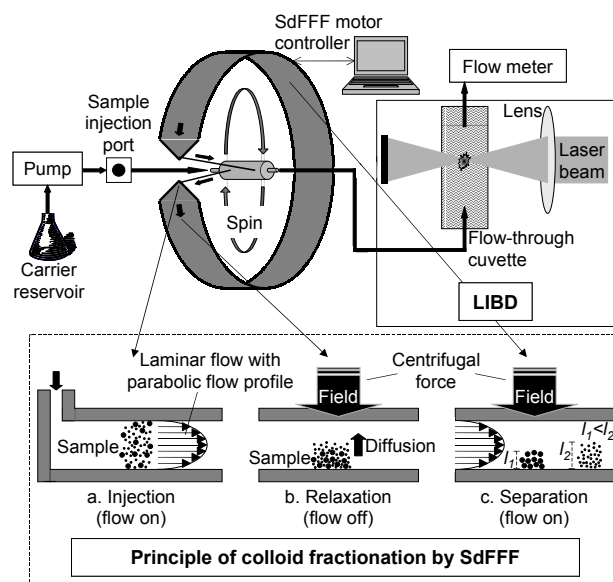 SdFFF motor
controller
Flow meter
Sample
injection
port
Lens
Pump
Laser
beam
Spin
Flow-through
cuvette
Carrier
reservoir
LIBD
Laminar flow with
parabolic flow profile
Centrifugal
force
Field
Field
Sample
Sample
Diffusion
l1
l2
l1<l2
a. Injection
(flow on)
b. Relaxation
(flow off)
c. Separation
(flow on)
Principle of colloid fractionation by SdFFF